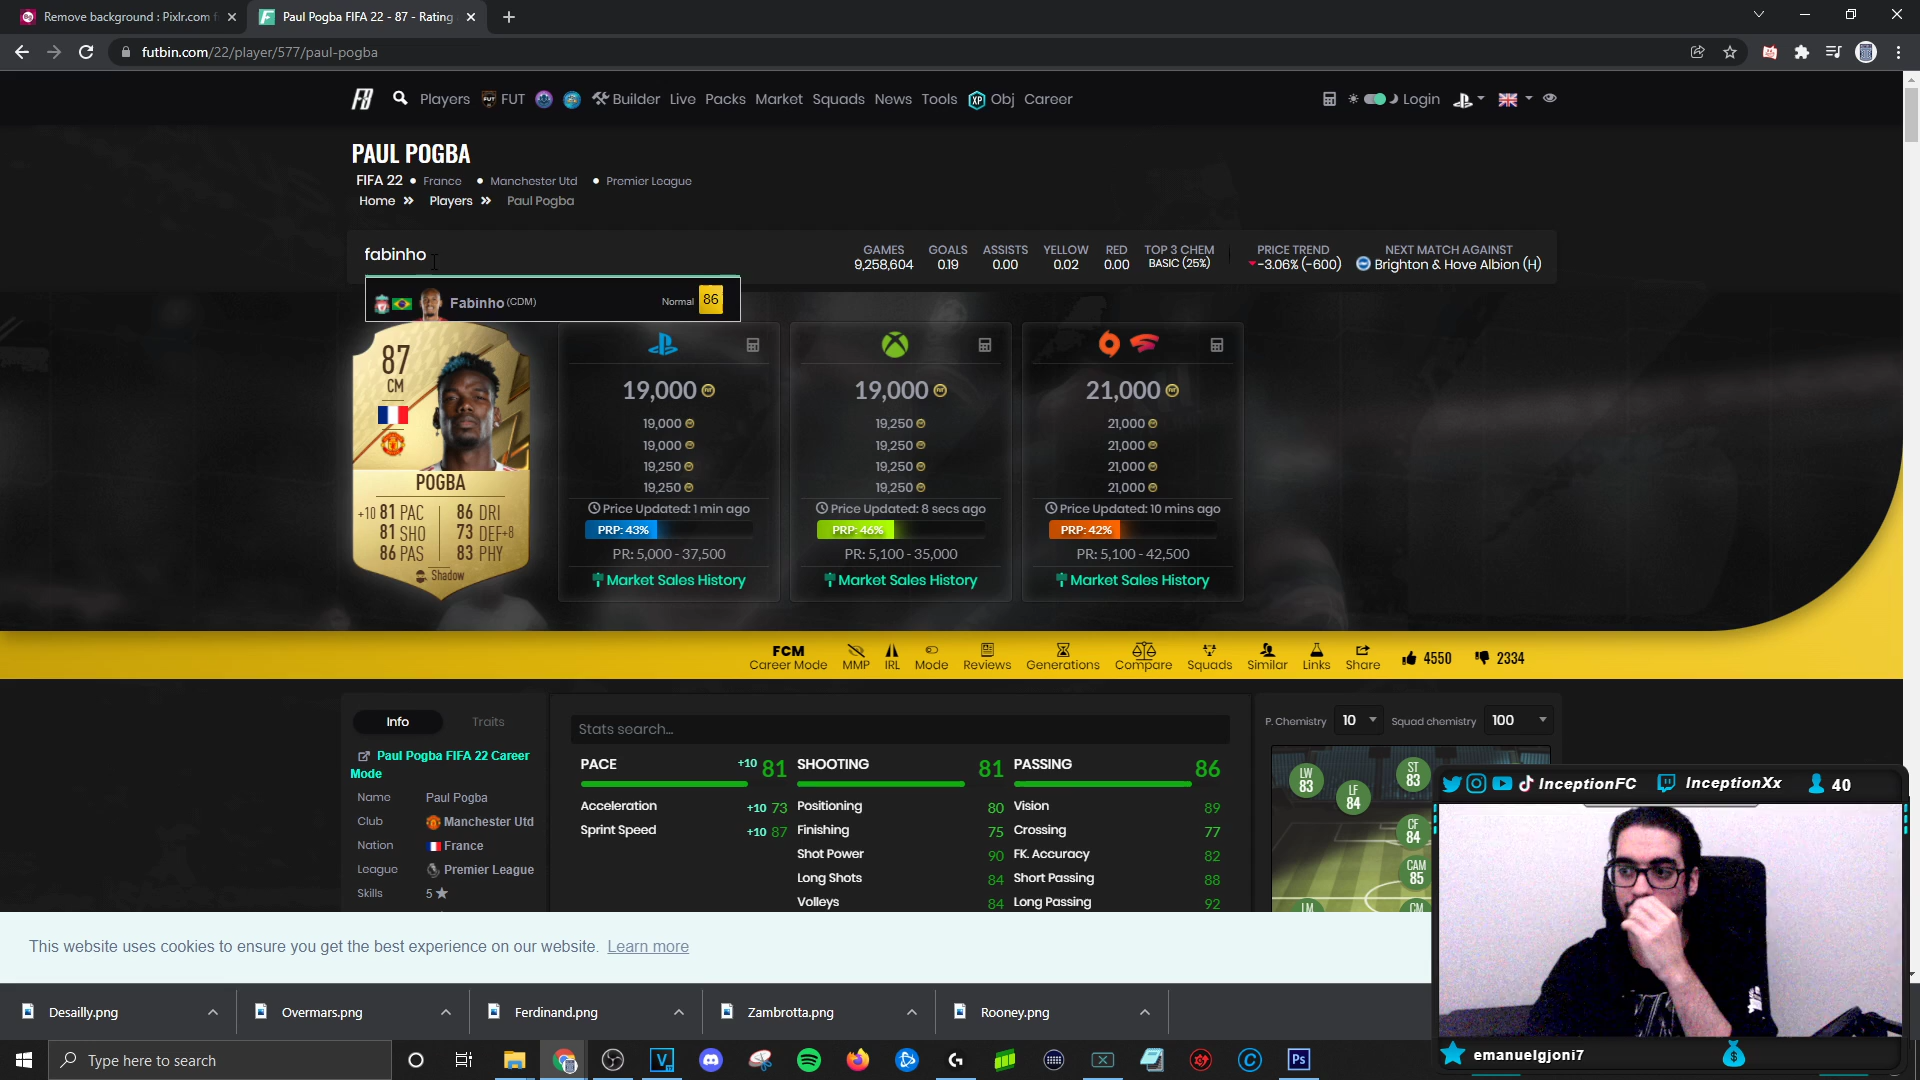 Remove background : Pixlr.com f
Paul Pogba FIFA 22 - 87 - Rating
futbin.com/22/player/577/paul-pogba
Players FUT Builder Live Packs Market Squads News Tools XP Obj Career Login
PAUL POGBA
FIFA 22 • France • Manchester Utd • Premier League
Home » Players » Paul Pogba
fabinho
GAMES GOALS ASSISTS YELLOW RED TOP 3 CHEM PRICE TREND NEXT MATCH AGAINST
9,258,604 0.19 0.00 0.02 0.00 BASIC (25%) -3.06% (-600) Brighton & Hove Albion (H)
Fabinho (CDM) Normal 86
87
CM
POGBA
+10 81 PAC 86 DRI
81 SHO 73 DEF+8
86 PAS 83 PHY
Shadow
19,000
19,000
19,000
19,250
19,250
Price Updated: 1 min ago
PRP: 43%
PR: 5,000 - 37,500
Market Sales History
19,000
19,250
19,250
19,250
19,250
Price Updated: 8 secs ago
PRP: 46%
PR: 5,100 - 35,000
Market Sales History
21,000
21,000
21,000
21,000
21,000
Price Updated: 10 mins ago
PRP: 42%
PR: 5,100 - 42,500
Market Sales History
FCM
Career Mode MMP IRL Mode Reviews Generations Compare Squads Similar Links Share 4550 2334
Info Traits
Paul Pogba FIFA 22 Career
Mode
Name Paul Pogba
Club Manchester Utd
Nation France
League Premier League
Skills 5★
Stats search...
PACE +10 81
Acceleration +10 73
Sprint Speed +10 87
SHOOTING 81
Positioning 80
Finishing 75
Shot Power 90
Long Shots 84
Volleys 84
PASSING 86
Vision 89
Crossing 77
FK. Accuracy 82
Short Passing 88
Long Passing 92
P. Chemistry 10 Squad chemistry 100
LW
83
LF
84
ST
83
CF
84
CAM
85
LM
CM
InceptionFC InceptionXx 40
emanuelgjoni7
This website uses cookies to ensure you get the best experience on our website. Learn more
Desailly.png Overmars.png Ferdinand.png Zambrotta.png Rooney.png
Type here to search
Ps